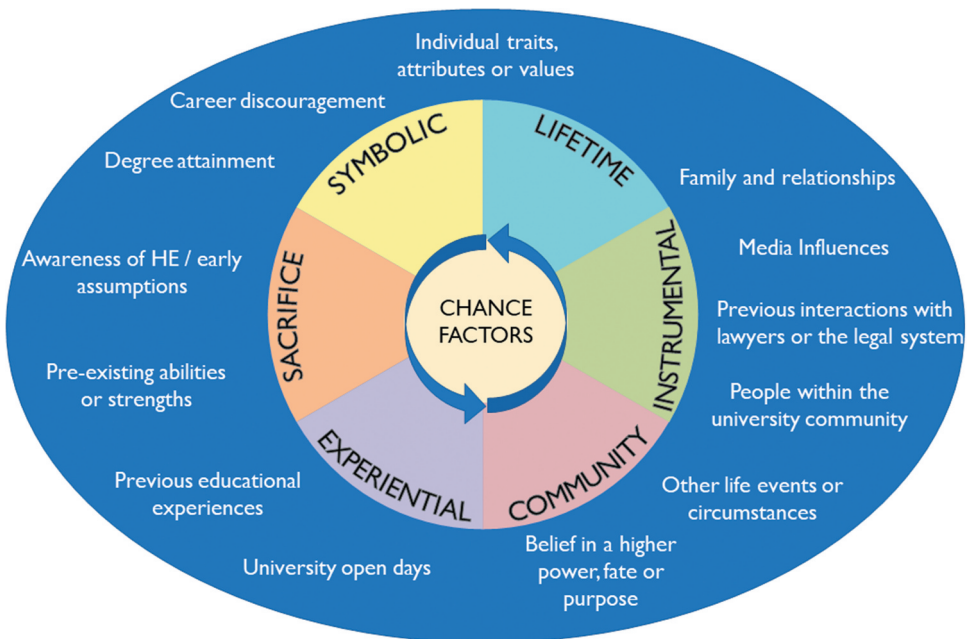 Individual traits,
attributes or values
Career discouragement
Degree attainment
Awareness of HE / early
assumptions
Pre-existing abilities
or strengths
Previous educational
experiences
University open days
Family and relationships
Media Influences
Previous interactions with
lawyers or the legal system
People within the
university community
Other life events or
circumstances
Belief in a higher
power, fate or
purpose
SYMBOLIC
LIFETIME
INSTRUMENTAL
COMMUNITY
EXPERIENTIAL
SACRIFICE
CHANCE
FACTORS